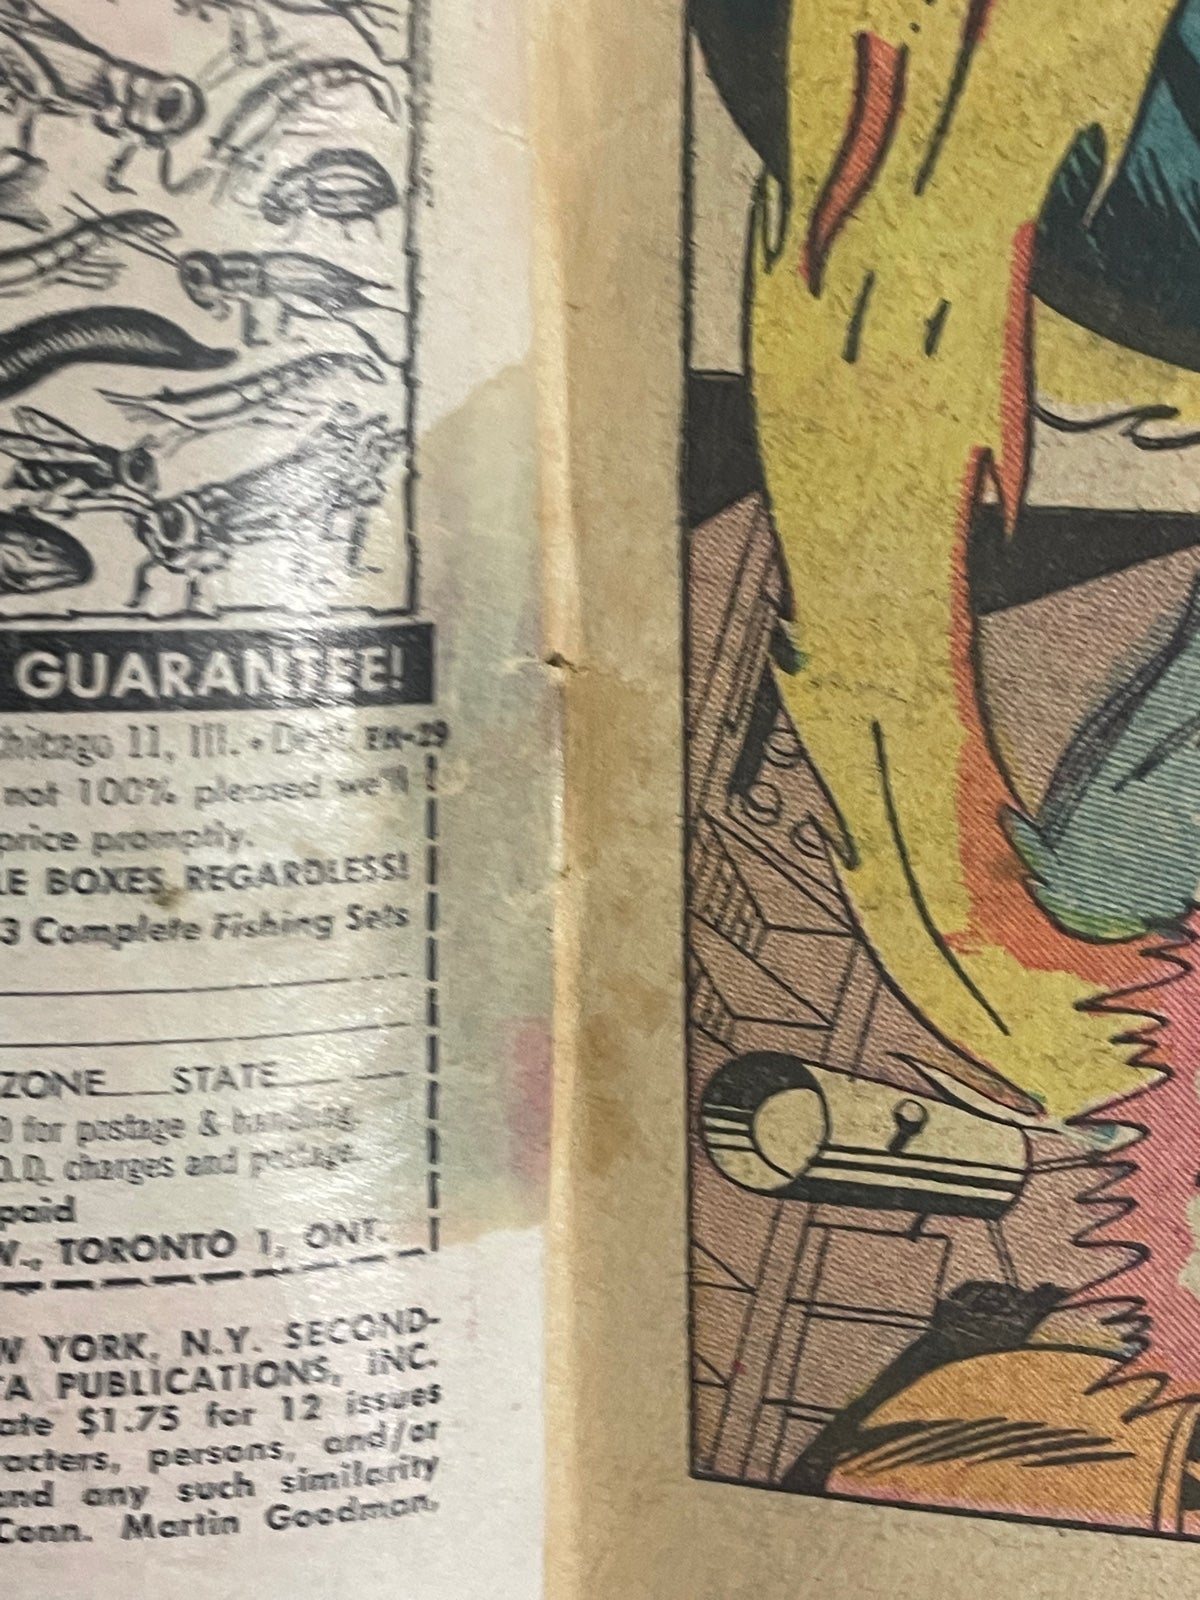 GUARANTEE!
Chicago 11, Ill. • Dept. EN-29
not 100% pleased we'll
price promptly.
LE BOXES REGARDLESS!
3 Complete Fishing Sets
ZONE STATE
0 for postage & handling.
O.D. charges and postage.
paid
W., TORONTO 1, ONT.
W YORK, N.Y. SECOND-
TA PUBLICATIONS, INC.
ate $1.75 for 12 issues
racters, persons, and/or
and any such similarity
Conn. Martin Goodman,